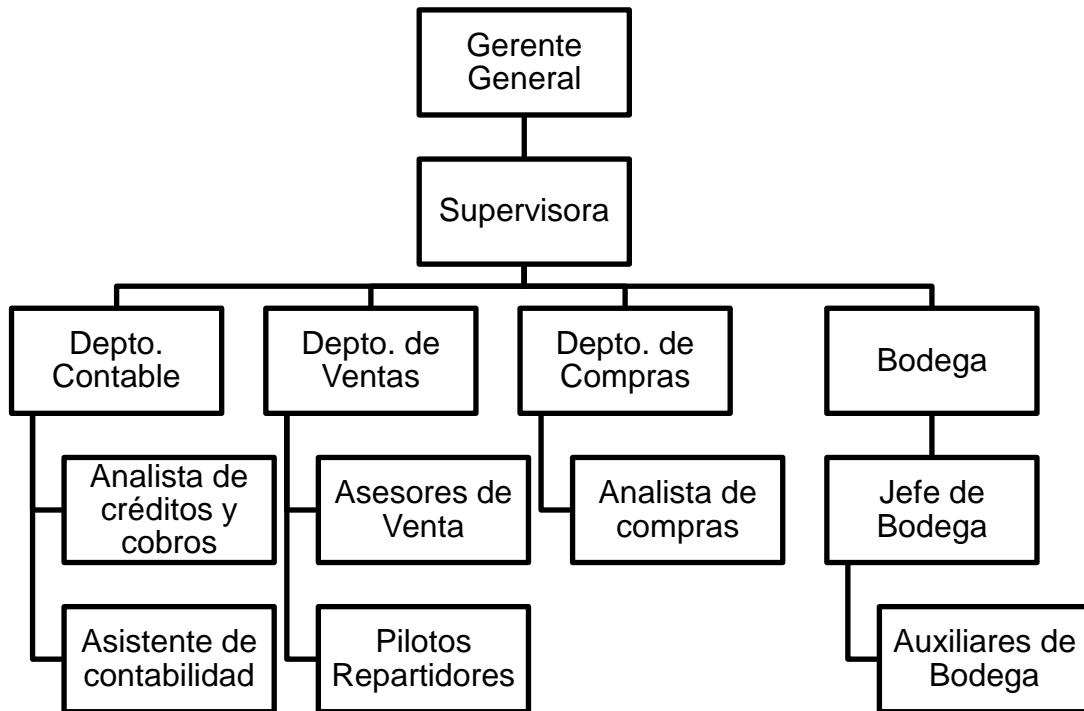 Gerente
General
Supervisora
Depto.
Contable
Depto. de
Ventas
Depto. de
Compras
Bodega
Analista de
créditos y
cobros
Asesores de
Venta
Analista de
compras
Jefe de
Bodega
Asistente de
contabilidad
Pilotos
Repartidores
Auxiliares de
Bodega